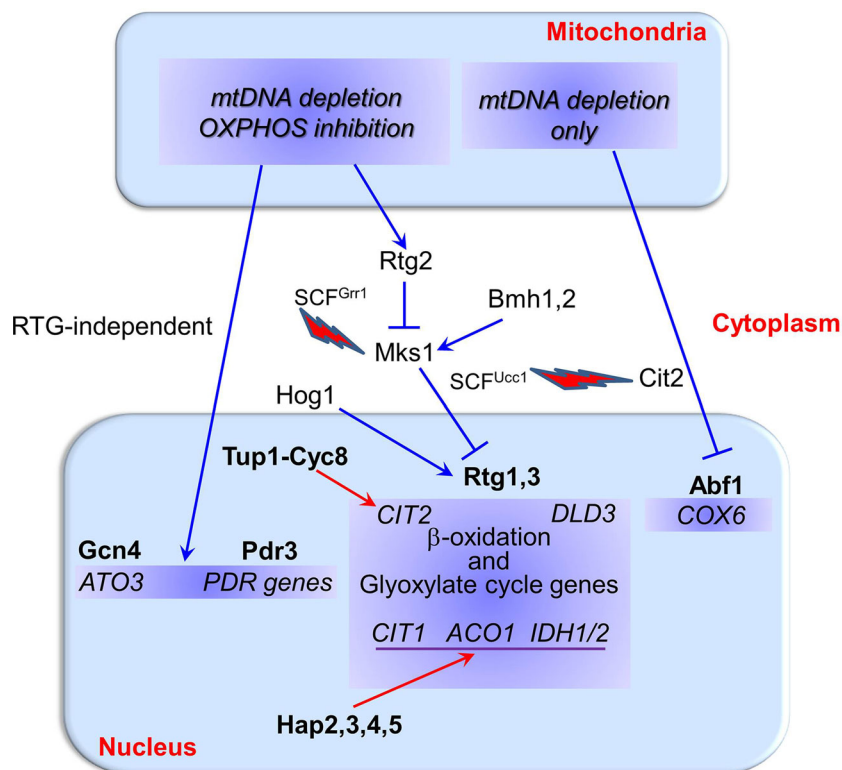 Mitochondria
mtDNA depletion
OXPHOS inhibition
mtDNA depletion
only
Rtg2
SCFGrr1
Bmh1,2
RTG-independent
Cytoplasm
Mks1
SCFUcc1
Cit2
Hog1
Tup1-Cyc8
Rtg1,3
Abf1
CIT2 DLD3
COX6
β-oxidation
and
Glyoxylate cycle genes
Gcn4 Pdr3
ATO3 PDR genes
CIT1 ACO1 IDH1/2
Hap2,3,4,5
Nucleus